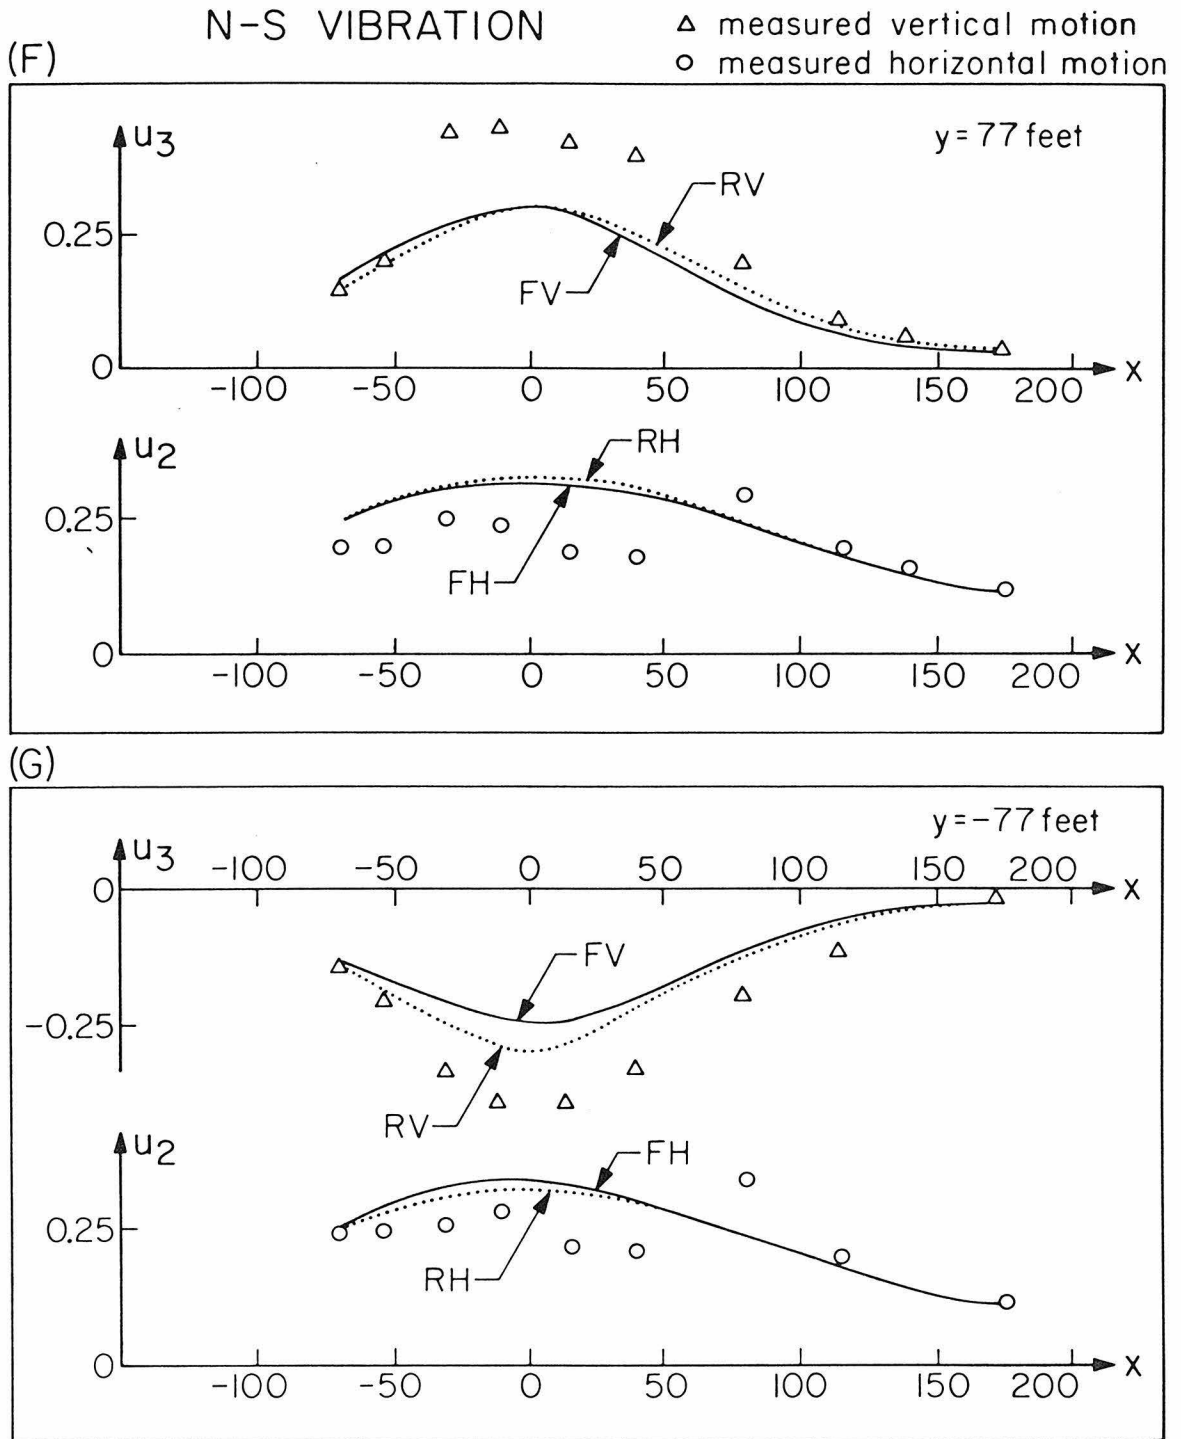 N-S VIBRATION
△ measured vertical motion
○ measured horizontal motion
(F)
u3
y = 77 feet
RV
0.25
FV
0
-100 -50 0 50 100 150 200 X
u2
RH
0.25
FH
0
-100 -50 0 50 100 150 200 X
(G)
y = -77 feet
u3
-100 -50 0 50 100 150 200
0
X
FV
-0.25
RV
u2
FH
0.25
RH
0
X
-100 -50 0 50 100 150 200